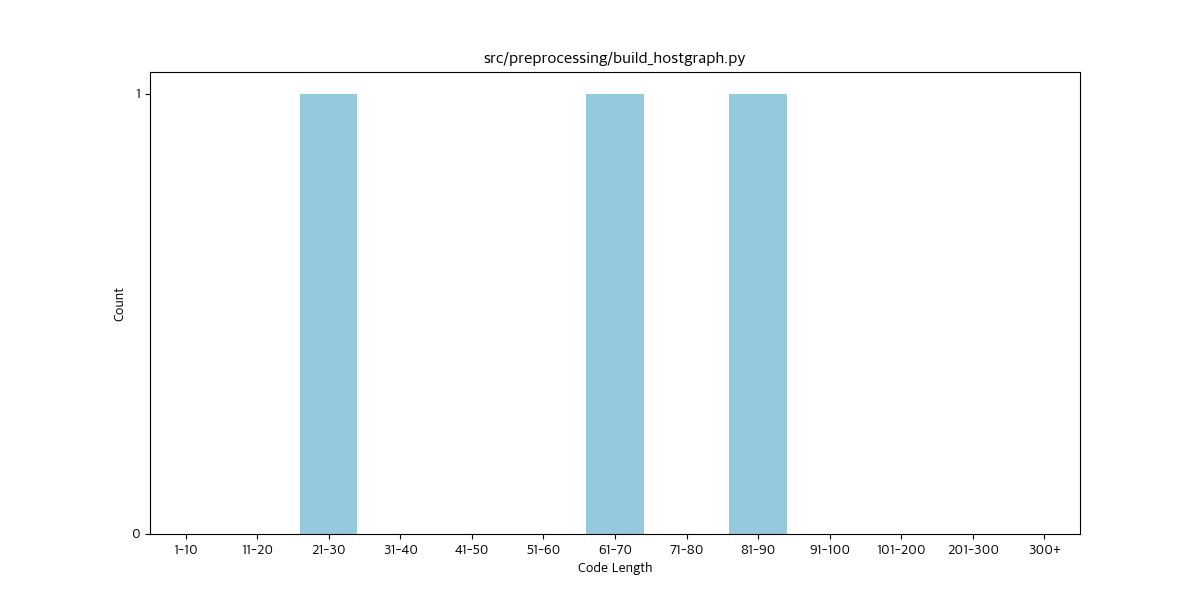 src/preprocessing/build_hostgraph.py
1
Count
0
1-10 11-20 21-30 31-40 41-50 51-60 61-70 71-80 81-90 91-100 101-200 201-300 300+
Code Length